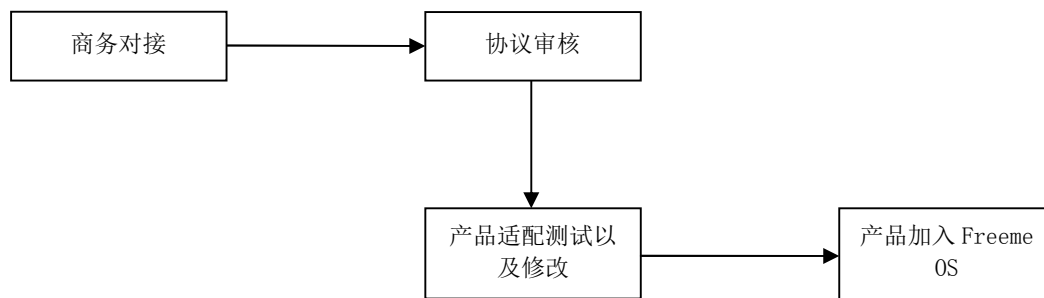 商务对接
协议审核
产品适配测试以
及修改
产品加入 Freeme
OS